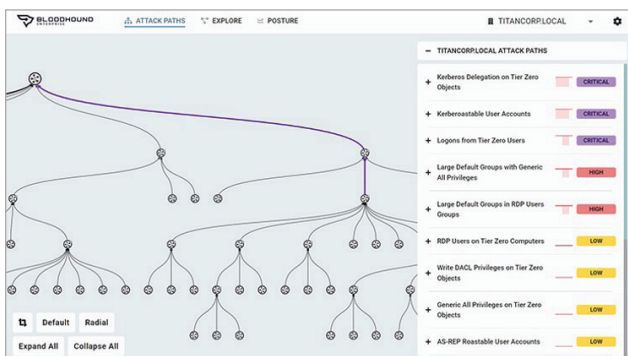 BLOODHOUND
ENTERPRISE
ATTACK PATHS
EXPLORE
POSTURE
TITANCORP.LOCAL
TITANCORP.LOCAL ATTACK PATHS
Kerberos Delegation on Tier Zero
Objects
CRITICAL
Kerberoastable User Accounts
CRITICAL
Logons from Tier Zero Users
CRITICAL
Large Default Groups with Generic
All Privileges
HIGH
Large Default Groups in RDP Users
Groups
HIGH
RDP Users on Tier Zero Computers
LOW
Write DACL Privileges on Tier Zero
Objects
LOW
Generic All Privileges on Tier Zero
Objects
LOW
AS-REP Roastable User Accounts
LOW
Default
Radial
Expand All
Collapse All